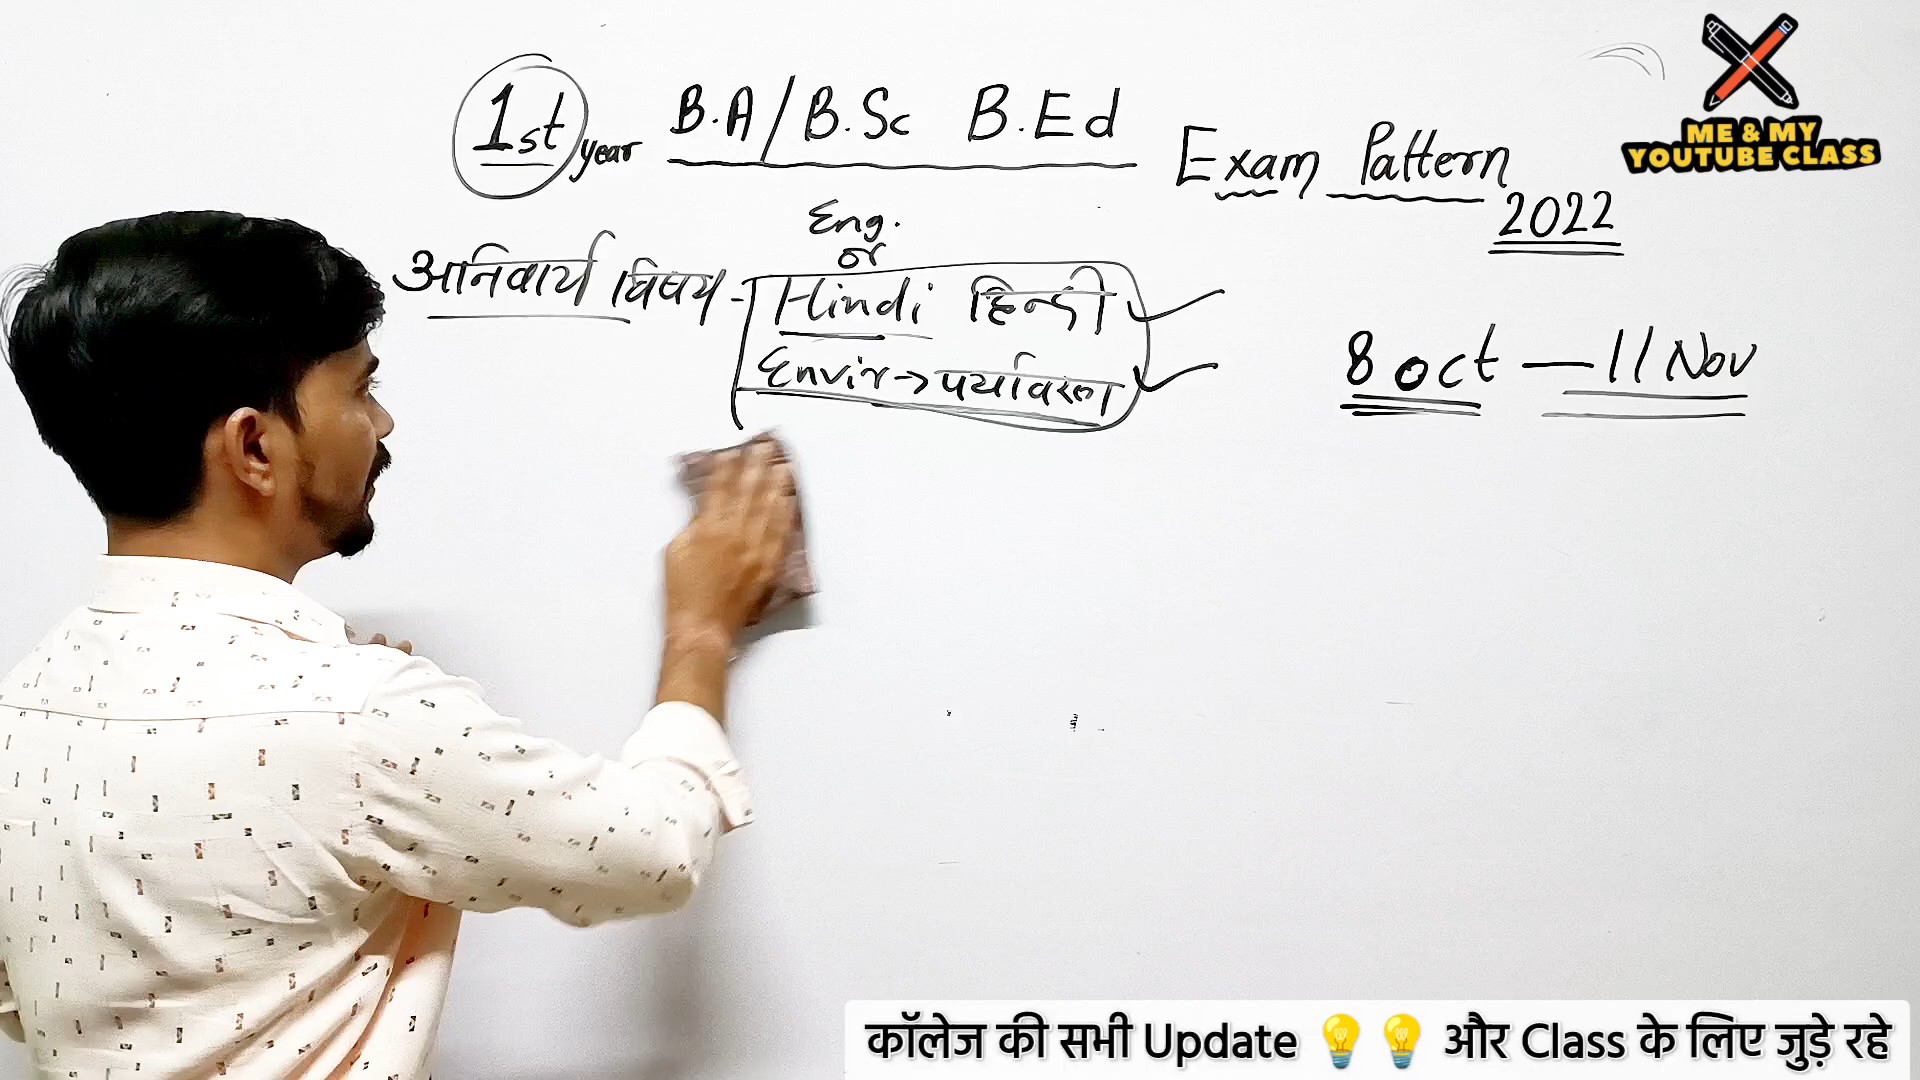 1st year B.A/B.Sc B.Ed Exam Pattern
2022
ME & MY
YOUTUBE CLASS
Eng.
or
अनिवार्य विषय - Hindi हिन्दी
Envir → पर्यावरण
8 Oct — 11 Nov
कॉलेज की सभी Update 💡💡 और Class के लिए जुड़े रहे